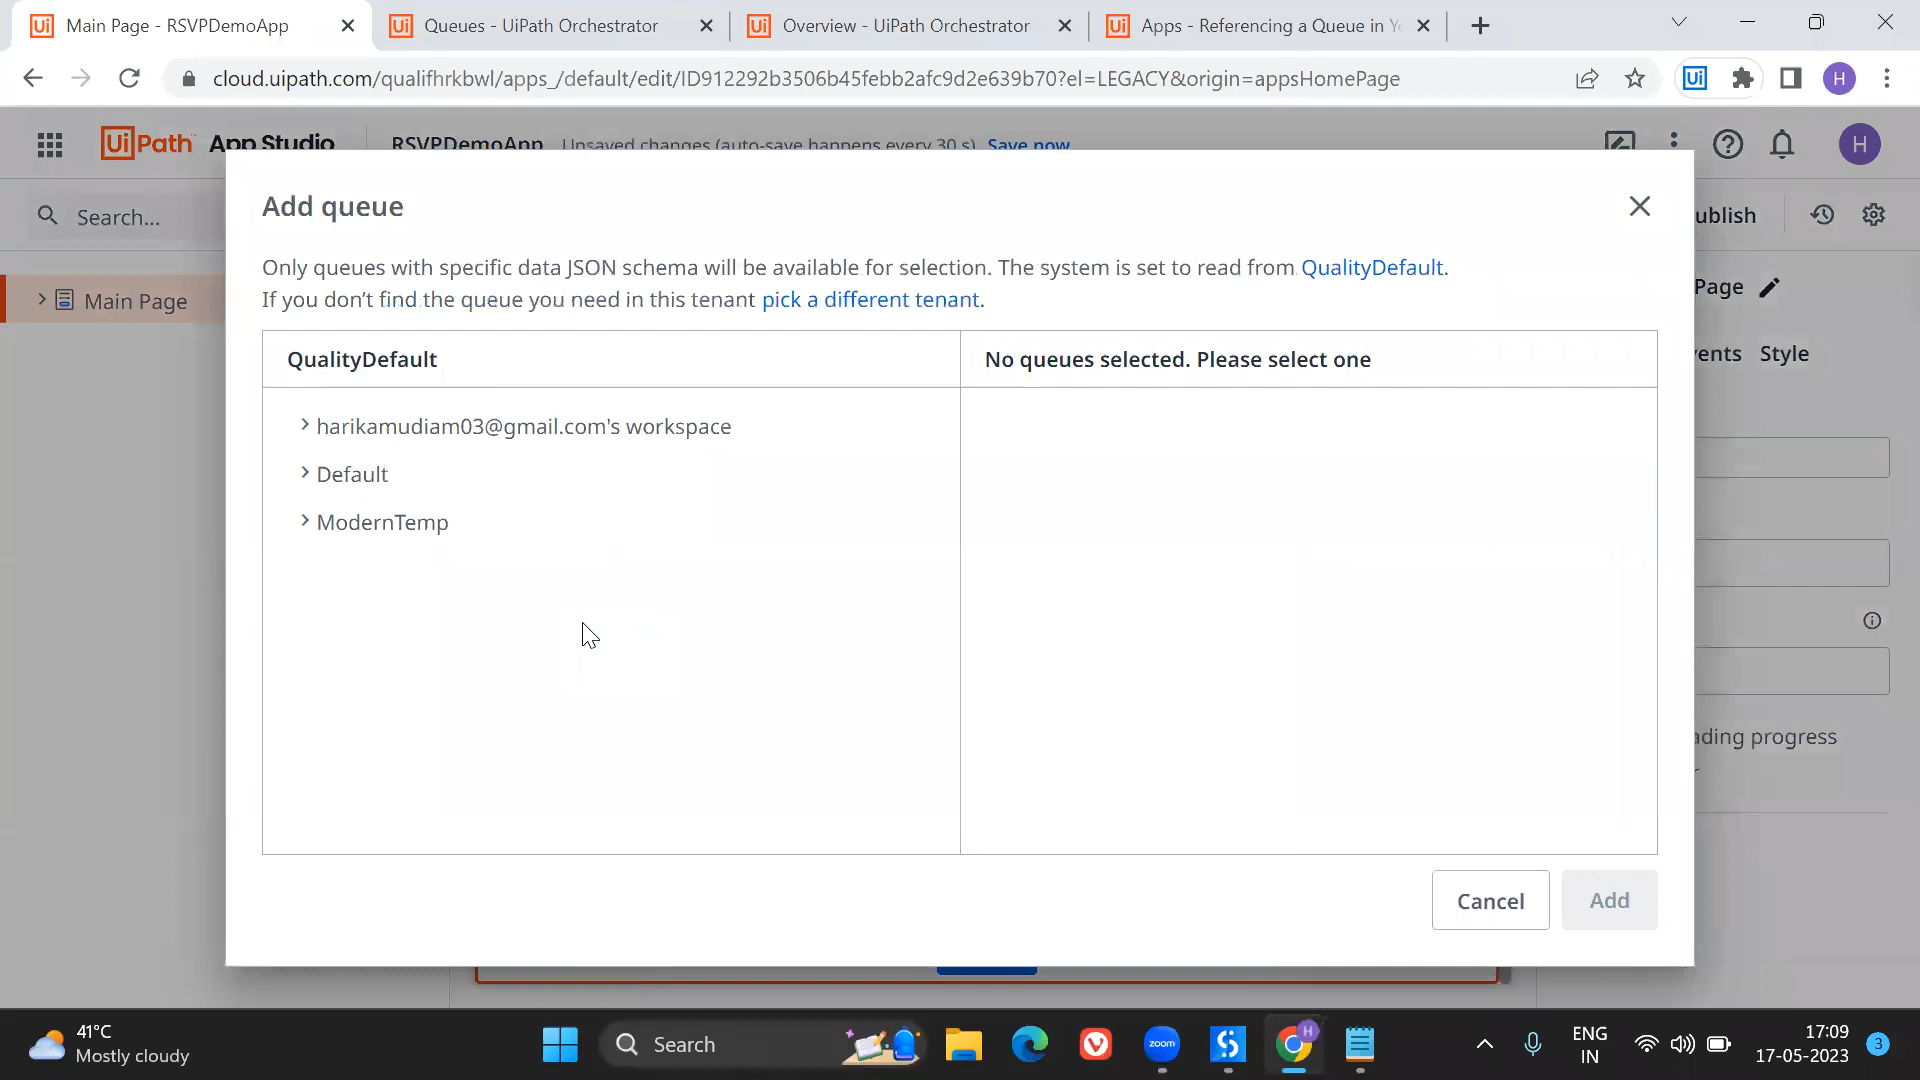 Main Page - RSVPDemoApp
Queues - UiPath Orchestrator
Overview - UiPath Orchestrator
Apps - Referencing a Queue in Yo
cloud.uipath.com/qualifhrkbwl/apps_/default/edit/ID912292b3506b45febb2afc9d2e639b70?el=LEGACY&origin=appsHomePage
Ui
H
UiPath App Studio
RSVPDemoApp
Unsaved changes (auto-save happens every 30 s) Save now
H
Search...
ublish
Main Page
Page
vents
Style
Add queue
Only queues with specific data JSON schema will be available for selection. The system is set to read from QualityDefault.
If you don't find the queue you need in this tenant pick a different tenant.
QualityDefault
No queues selected. Please select one
harikamudiam03@gmail.com's workspace
Default
ModernTemp
ading progress
Cancel
Add
41°C
Mostly cloudy
Search
zoom
H
ENG
IN
17:09
17-05-2023
3